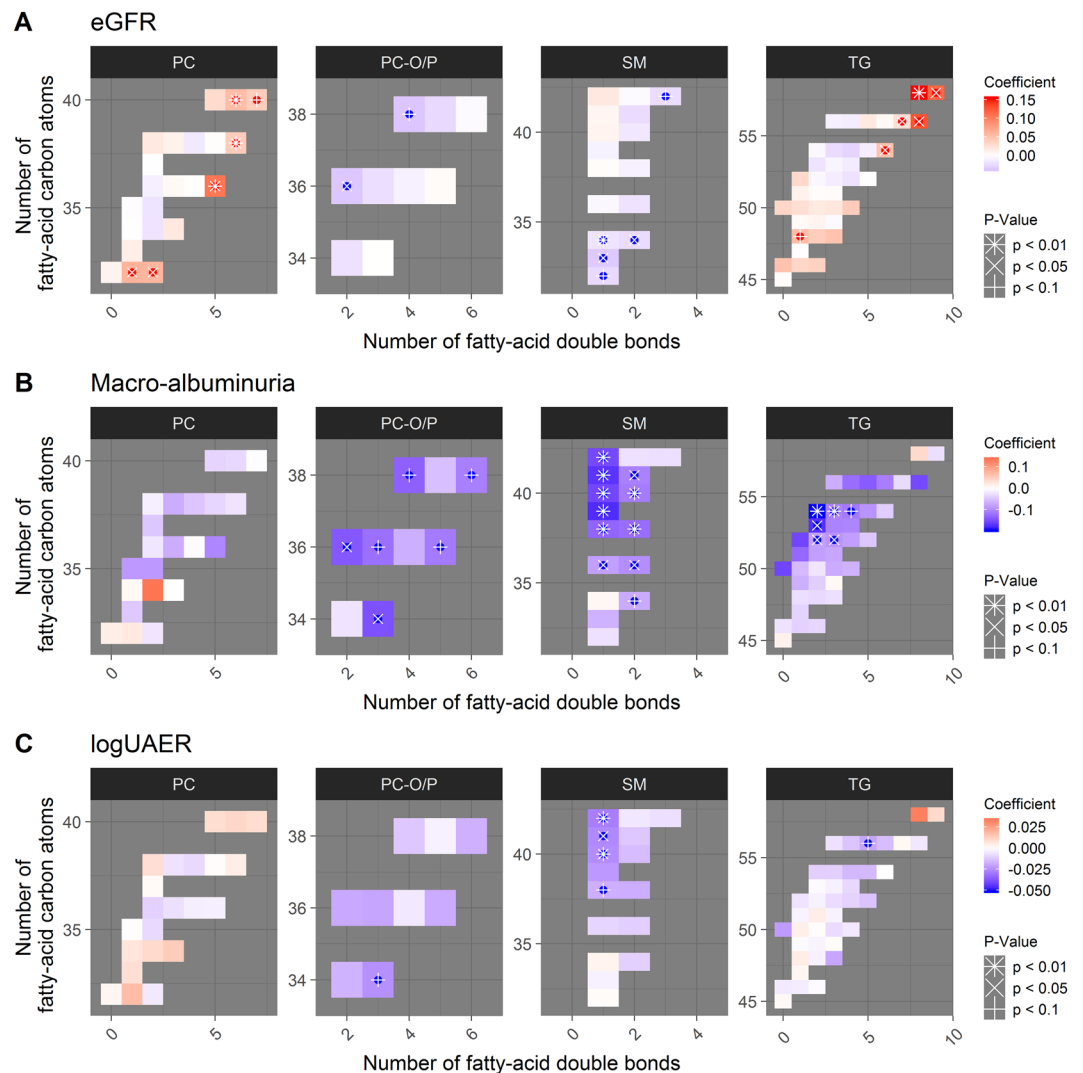 A eGFR
PC PC-O/P SM TG
Number of
fatty-acid carbon atoms
40
35
0 5
38
36
34
2 4 6
40
35
0 2 4
55
50
45
0 5 10
Number of fatty-acid double bonds
Coefficient
0.15
0.10
0.05
0.00
P-Value
p < 0.01
p < 0.05
p < 0.1
B Macro-albuminuria
PC PC-O/P SM TG
Number of
fatty-acid carbon atoms
40
35
0 5
38
36
34
2 4 6
40
35
0 2 4
55
50
45
0 5 10
Number of fatty-acid double bonds
Coefficient
0.1
0.0
-0.1
P-Value
p < 0.01
p < 0.05
p < 0.1
C logUAER
PC PC-O/P SM TG
Number of
fatty-acid carbon atoms
40
35
0 5
38
36
34
2 4 6
40
35
0 2 4
55
50
45
0 5 10
Number of fatty-acid double bonds
Coefficient
0.025
0.000
-0.025
-0.050
P-Value
p < 0.01
p < 0.05
p < 0.1